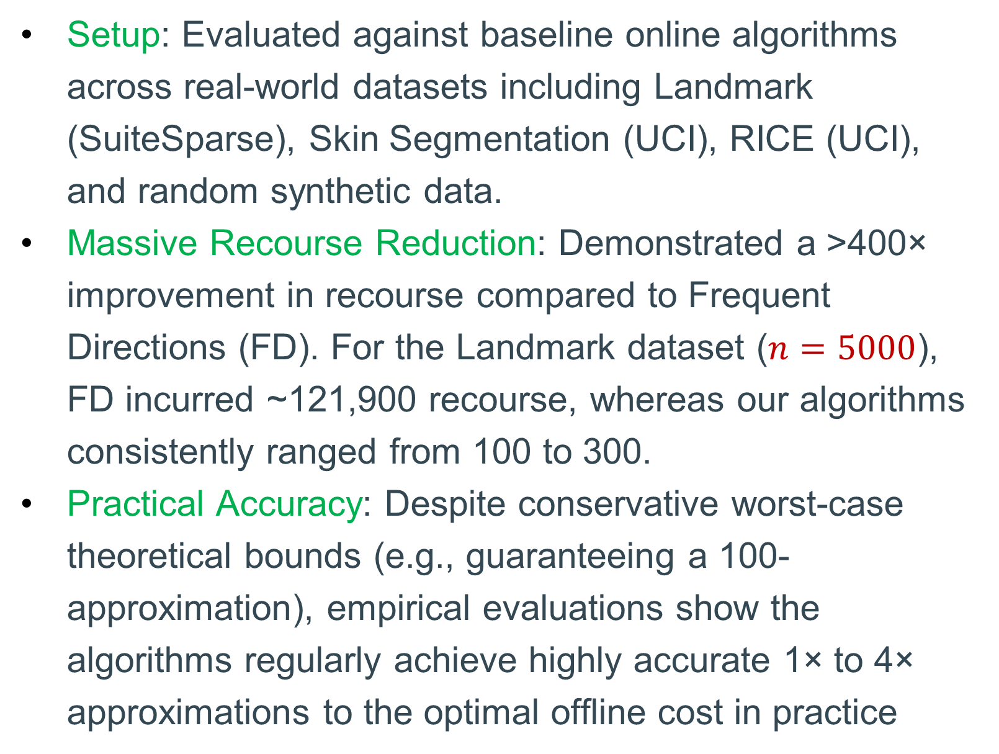 • Setup: Evaluated against baseline online algorithms
across real-world datasets including Landmark
(SuiteSparse), Skin Segmentation (UCI), RICE (UCI),
and random synthetic data.
• Massive Recourse Reduction: Demonstrated a >400×
improvement in recourse compared to Frequent
Directions (FD). For the Landmark dataset (𝑛 = 5000),
FD incurred ~121,900 recourse, whereas our algorithms
consistently ranged from 100 to 300.
• Practical Accuracy: Despite conservative worst-case
theoretical bounds (e.g., guaranteeing a 100-
approximation), empirical evaluations show the
algorithms regularly achieve highly accurate 1× to 4×
approximations to the optimal offline cost in practice